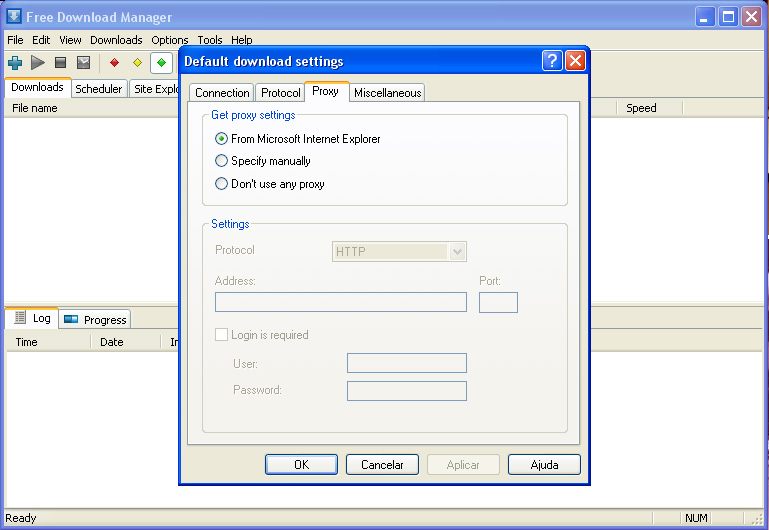 Free Download Manager
File Edit View Downloads Options Tools Help
Downloads Scheduler Site Explo
File name Speed
Default download settings
Connection Protocol Proxy Miscellaneous
Get proxy settings
From Microsoft Internet Explorer
Specify manually
Don't use any proxy
Settings
Protocol HTTP
Address: Port:
Login is required
User:
Password:
OK Cancelar Aplicar Ajuda
Log Progress
Time Date In
Ready NUM